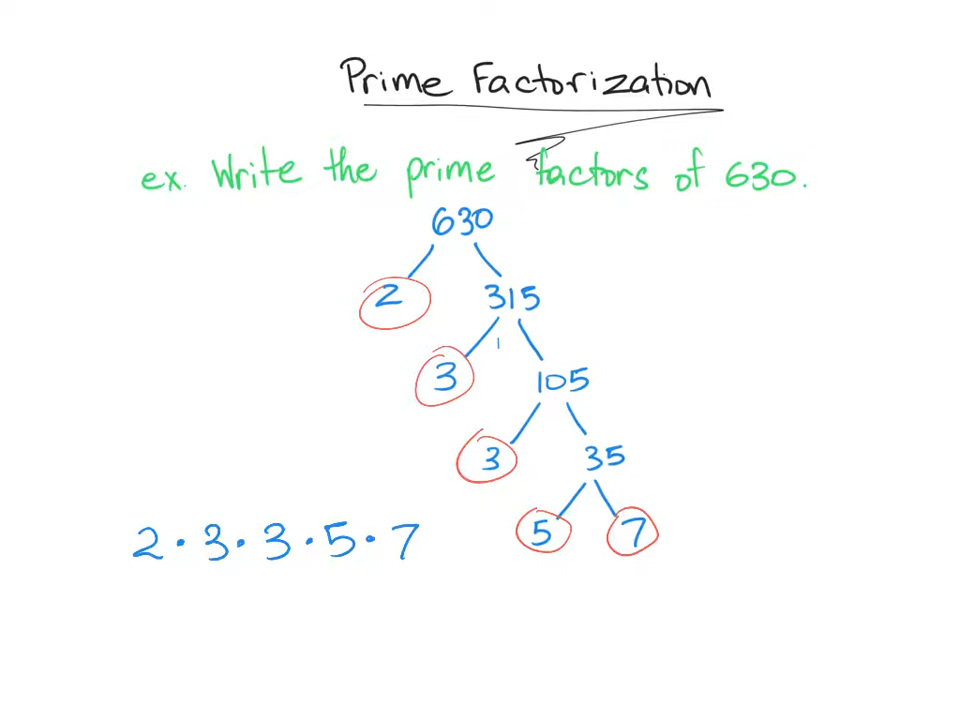 Prime Factorization
ex. Write the prime factors of 630.
630
2 315
3 105
3 35
5 7
2 · 3 · 3 · 5 · 7